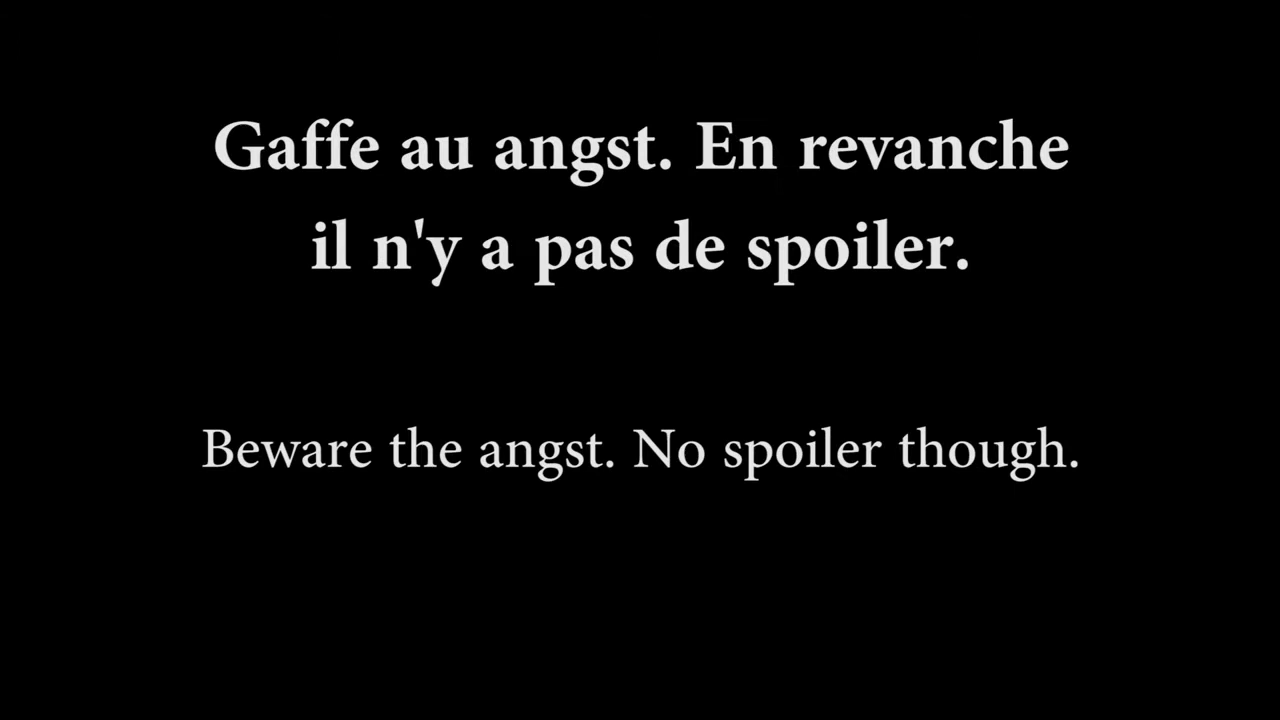 Gaffe au angst. En revanche
il n'y a pas de spoiler.
Beware the angst. No spoiler though.